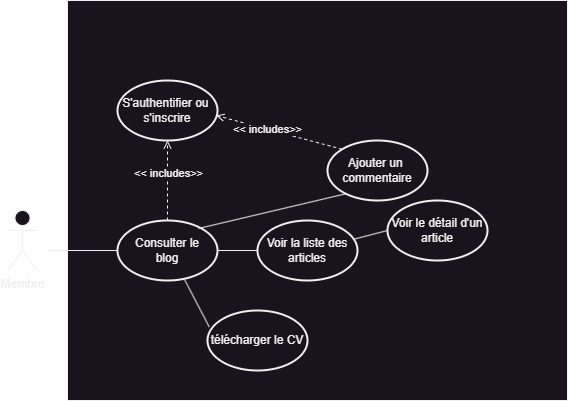 S'authentifier ou
s'inscrire
<< includes>>
Ajouter un
commentaire
<< includes>>
Voir le détail d'un
article
Consulter le
blog
Voir la liste des
articles
Membre
télécharger le CV